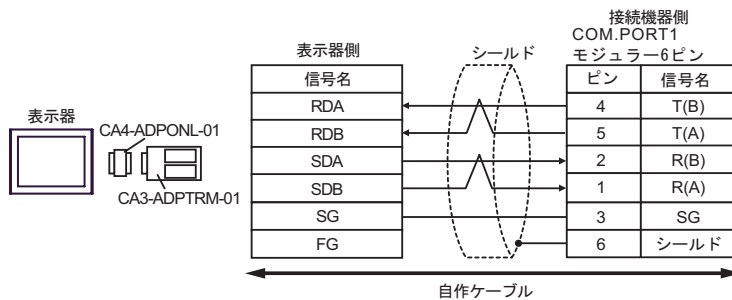 接続機器側
COM.PORT1
モジュラー6ピン
表示器側
シールド
信号名
ピン 信号名
RDA 4 T(B)
RDB 5 T(A)
SDA 2 R(B)
SDB 1 R(A)
SG 3 SG
FG 6 シールド
表示器
CA4-ADPONL-01
CA3-ADPTRM-01
自作ケーブル